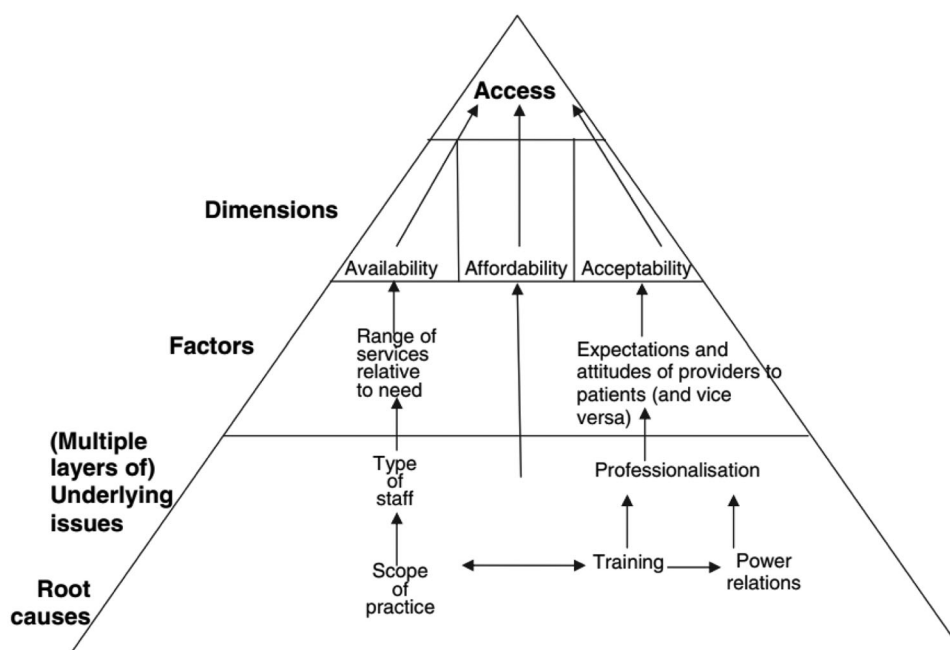 Access
Dimensions
Availability
Affordability
Acceptability
Factors
Range of
services
relative
to need
Expectations and
attitudes of providers to
patients (and vice
versa)
(Multiple
layers of)
Underlying
issues
Type
of
staff
Professionalisation
Root
causes
Scope
of
practice
Training
Power
relations